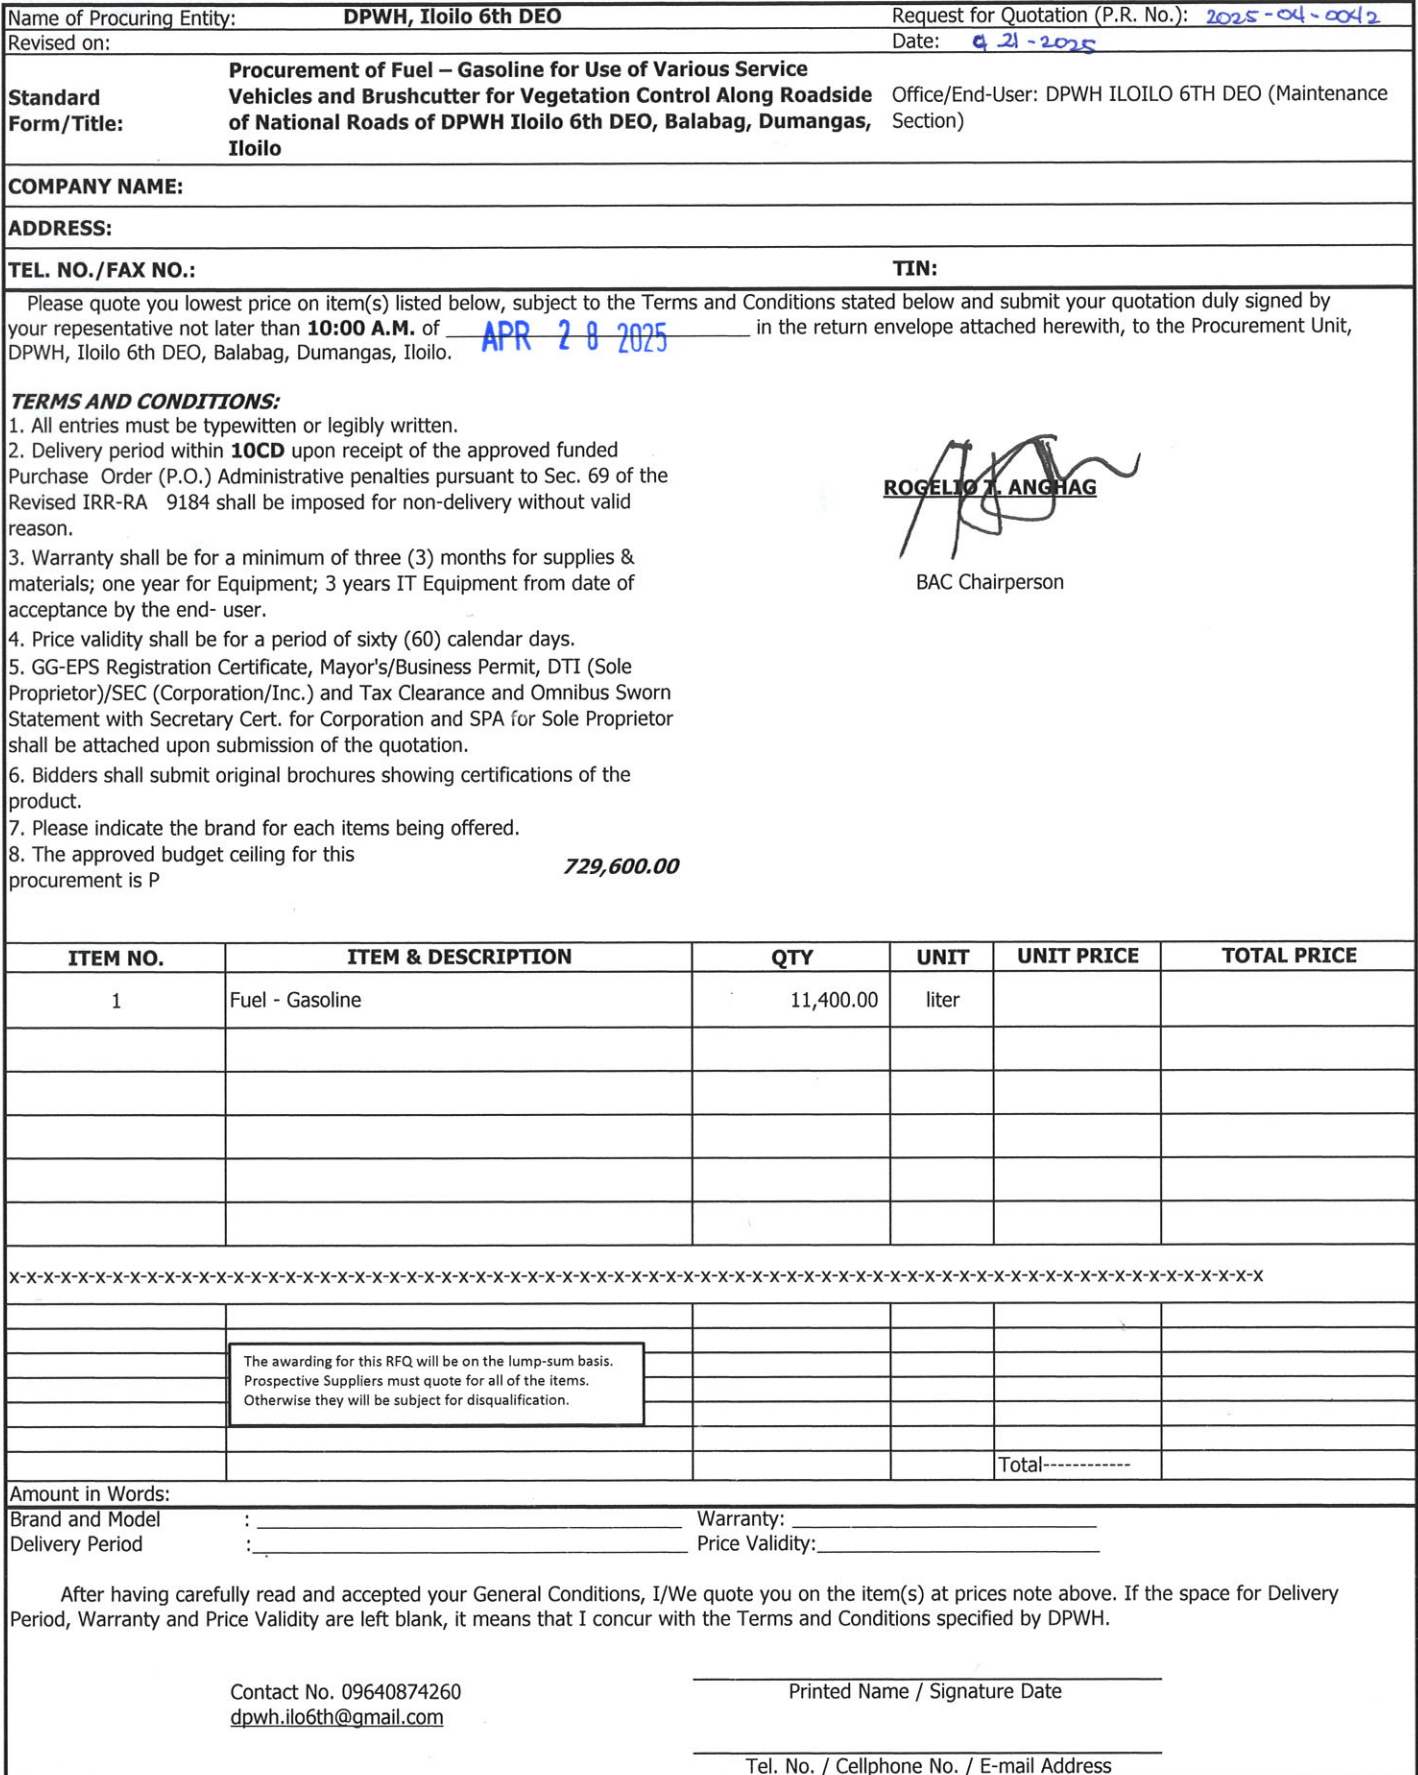 Name of Procuring Entity: DPWH, Iloilo 6th DEO Request for Quotation (P.R. No.): 2025-04-0042
Revised on: Date: 4 21-2025
Standard Form/Title: Procurement of Fuel – Gasoline for Use of Various Service
Vehicles and Brushcutter for Vegetation Control Along Roadside
of National Roads of DPWH Iloilo 6th DEO, Balabag, Dumangas,
Iloilo
Office/End-User: DPWH ILOILO 6TH DEO (Maintenance
Section)
COMPANY NAME:
ADDRESS:
TEL. NO./FAX NO.: TIN:
Please quote you lowest price on item(s) listed below, subject to the Terms and Conditions stated below and submit your quotation duly signed by
your repesentative not later than 10:00 A.M. of APR 28 2025 in the return envelope attached herewith, to the Procurement Unit,
DPWH, Iloilo 6th DEO, Balabag, Dumangas, Iloilo.
TERMS AND CONDITIONS:
1. All entries must be typewitten or legibly written.
2. Delivery period within 10CD upon receipt of the approved funded
Purchase Order (P.O.) Administrative penalties pursuant to Sec. 69 of the
Revised IRR-RA 9184 shall be imposed for non-delivery without valid
reason.
3. Warranty shall be for a minimum of three (3) months for supplies &
materials; one year for Equipment; 3 years IT Equipment from date of
acceptance by the end- user.
4. Price validity shall be for a period of sixty (60) calendar days.
5. GG-EPS Registration Certificate, Mayor's/Business Permit, DTI (Sole
Proprietor)/SEC (Corporation/Inc.) and Tax Clearance and Omnibus Sworn
Statement with Secretary Cert. for Corporation and SPA for Sole Proprietor
shall be attached upon submission of the quotation.
6. Bidders shall submit original brochures showing certifications of the
product.
7. Please indicate the brand for each items being offered.
8. The approved budget ceiling for this
procurement is P 729,600.00
ROGELIO T. ANGHAG
BAC Chairperson
ITEM NO. ITEM & DESCRIPTION QTY UNIT UNIT PRICE TOTAL PRICE
1 Fuel - Gasoline 11,400.00 liter
x-x-x-x-x-x-x-x-x-x-x-x-x-x-x-x-x-x-x-x-x-x-x-x-x-x-x-x-x-x-x-x-x-x-x-x-x-x-x-x-x-x-x-x-x-x-x-x-x-x-x-x-x-x-x-x-x-x-x-x-x-x-x-x-x-x-x-x-x-x-x-x-x
The awarding for this RFQ will be on the lump-sum basis.
Prospective Suppliers must quote for all of the items.
Otherwise they will be subject for disqualification.
Total------------
Amount in Words:
Brand and Model : Warranty:
Delivery Period : Price Validity:
After having carefully read and accepted your General Conditions, I/We quote you on the item(s) at prices note above. If the space for Delivery
Period, Warranty and Price Validity are left blank, it means that I concur with the Terms and Conditions specified by DPWH.
Contact No. 09640874260
dpwh.ilo6th@gmail.com
Printed Name / Signature Date
Tel. No. / Cellphone No. / E-mail Address